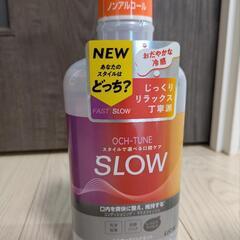 ノンアルコール
NEW
あなたの
スタイルは
どっち?
FAST
SLOW
おだやかな
冷感
じっくり
リラックス
丁寧派
OCH-TUNE
スタイルで選べる口腔ケア
SLOW
口内を爽快に整え、維持する